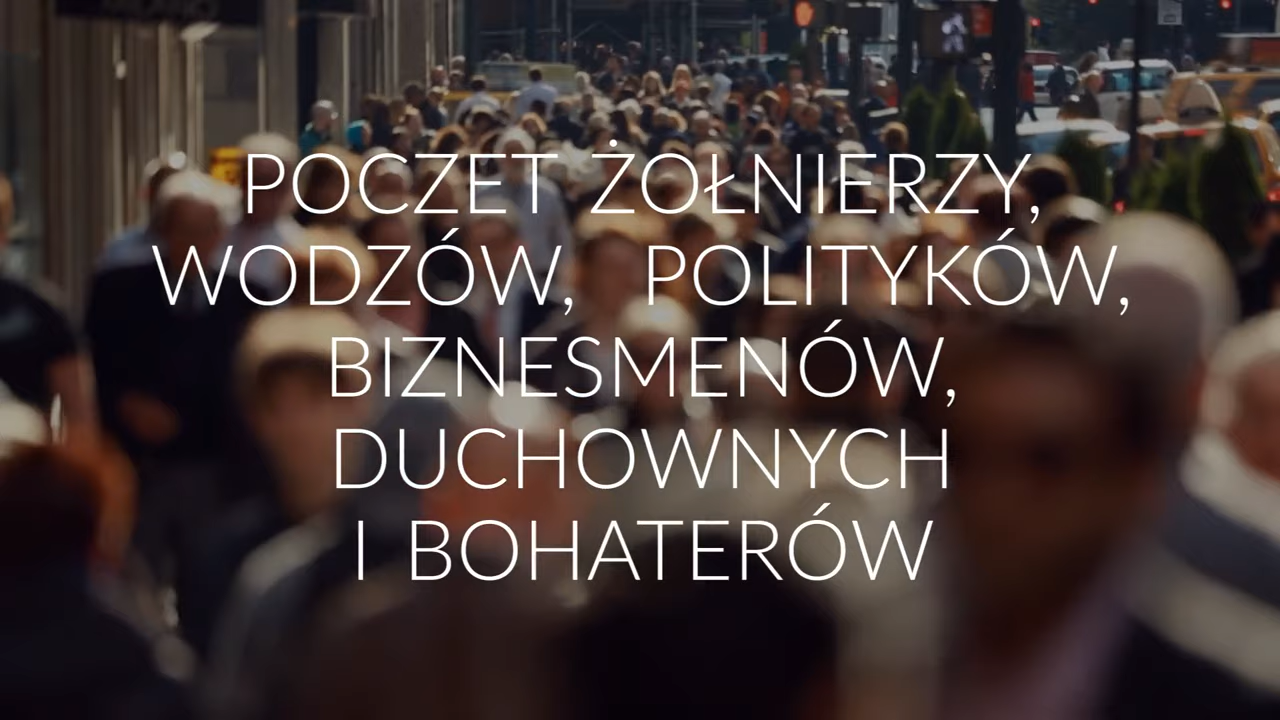 POCZET ŻOŁNIERZY,
WODZÓW, POLITYKÓW,
BIZNESMENÓW,
DUCHOWNYCH
I BOHATERÓW